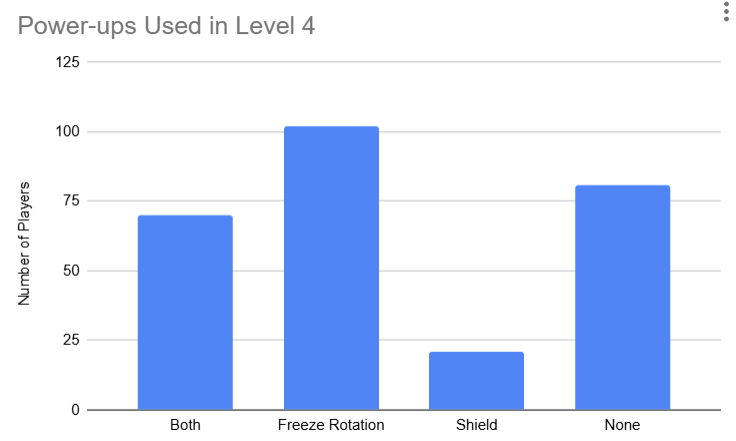 Power-ups Used in Level 4
125
100
75
50
25
0
Number of Players
Both
Freeze Rotation
Shield
None